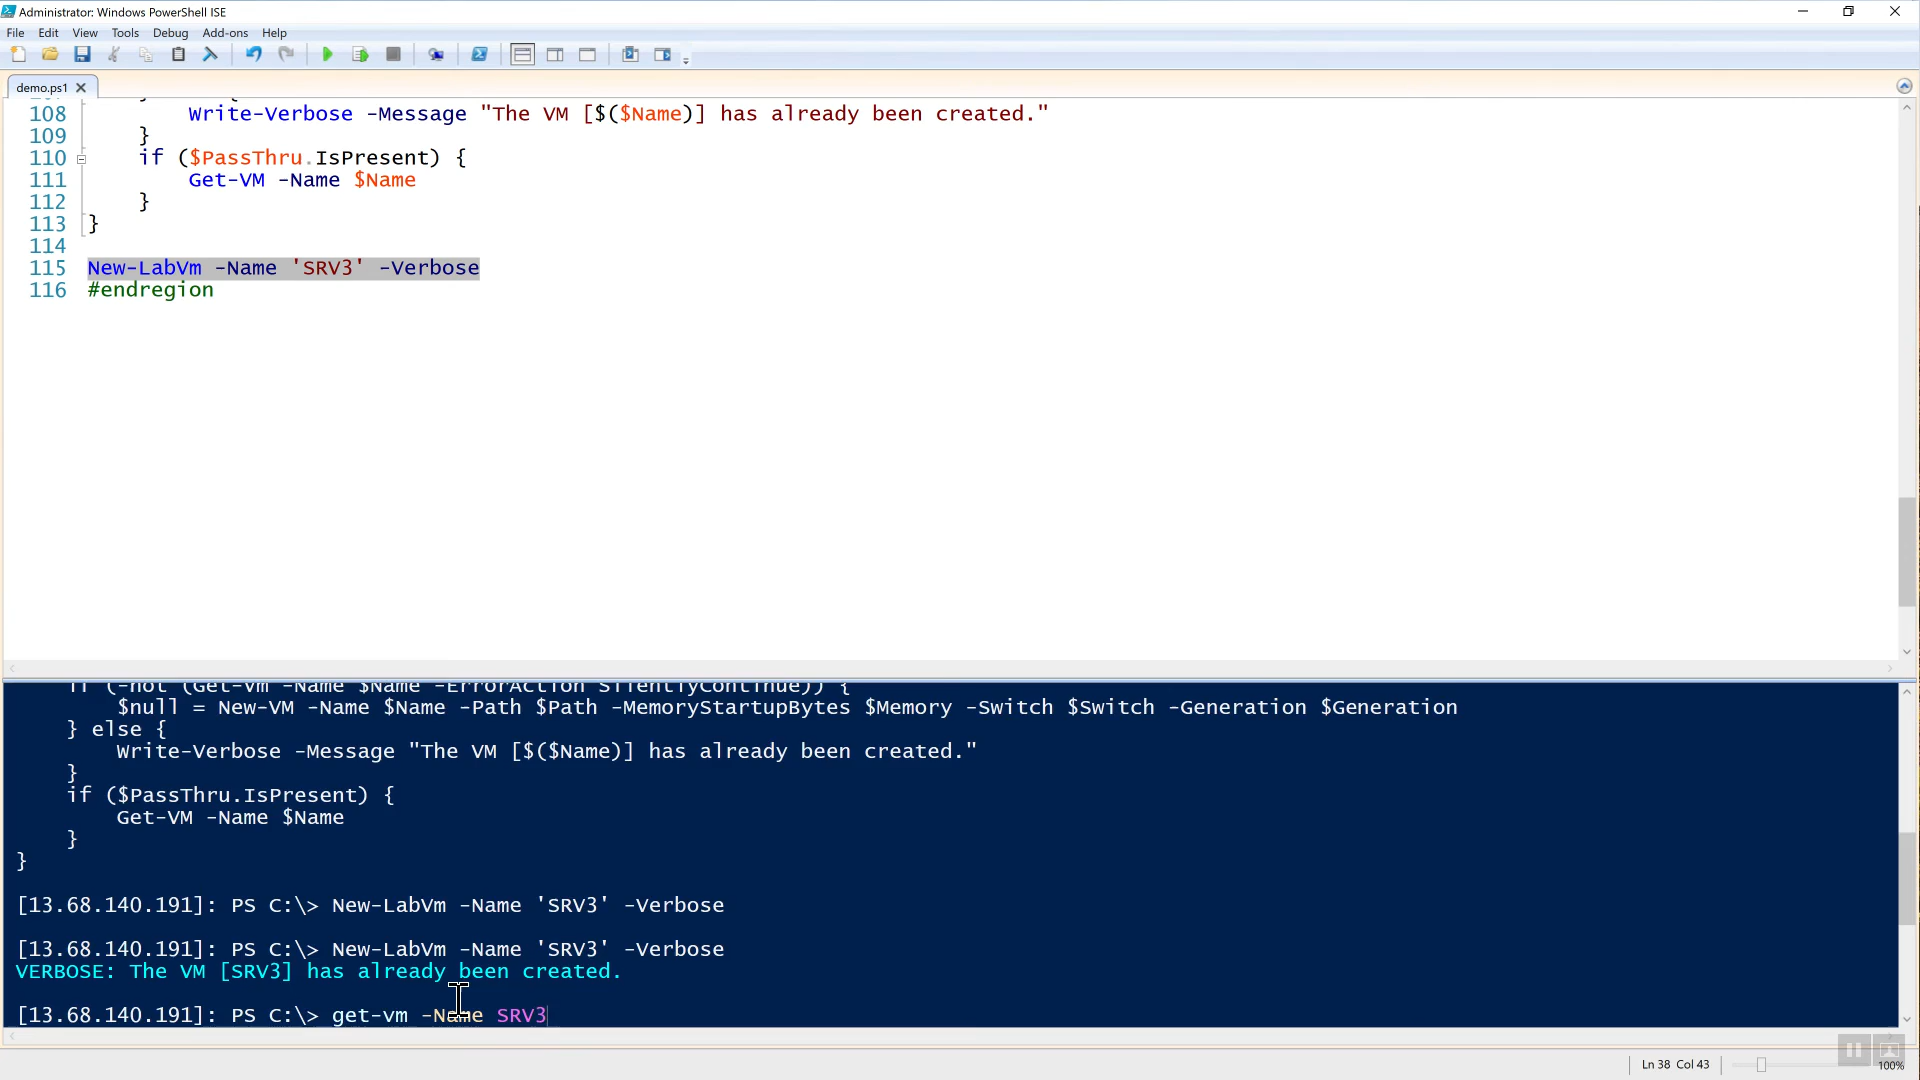 Administrator: Windows PowerShell ISE
File Edit View Tools Debug Add-ons Help
demo.ps1
108 Write-Verbose -Message "The VM [$($Name)] has already been created."
109 }
110 if ($PassThru.IsPresent) {
111 Get-VM -Name $Name
112 }
113 }
114
115 New-LabVm -Name 'SRV3' -Verbose
116 #endregion
if (-not (Get-Vm -Name $Name -ErrorAction SilentlyContinue)) {
$null = New-VM -Name $Name -Path $Path -MemoryStartupBytes $Memory -Switch $Switch -Generation $Generation
} else {
Write-Verbose -Message "The VM [$($Name)] has already been created."
}
if ($PassThru.IsPresent) {
Get-VM -Name $Name
}
}
[13.68.140.191]: PS C:\> New-LabVm -Name 'SRV3' -Verbose
[13.68.140.191]: PS C:\> New-LabVm -Name 'SRV3' -Verbose
VERBOSE: The VM [SRV3] has already been created.
[13.68.140.191]: PS C:\> get-vm -Name SRV3
Ln 38 Col 43
100%